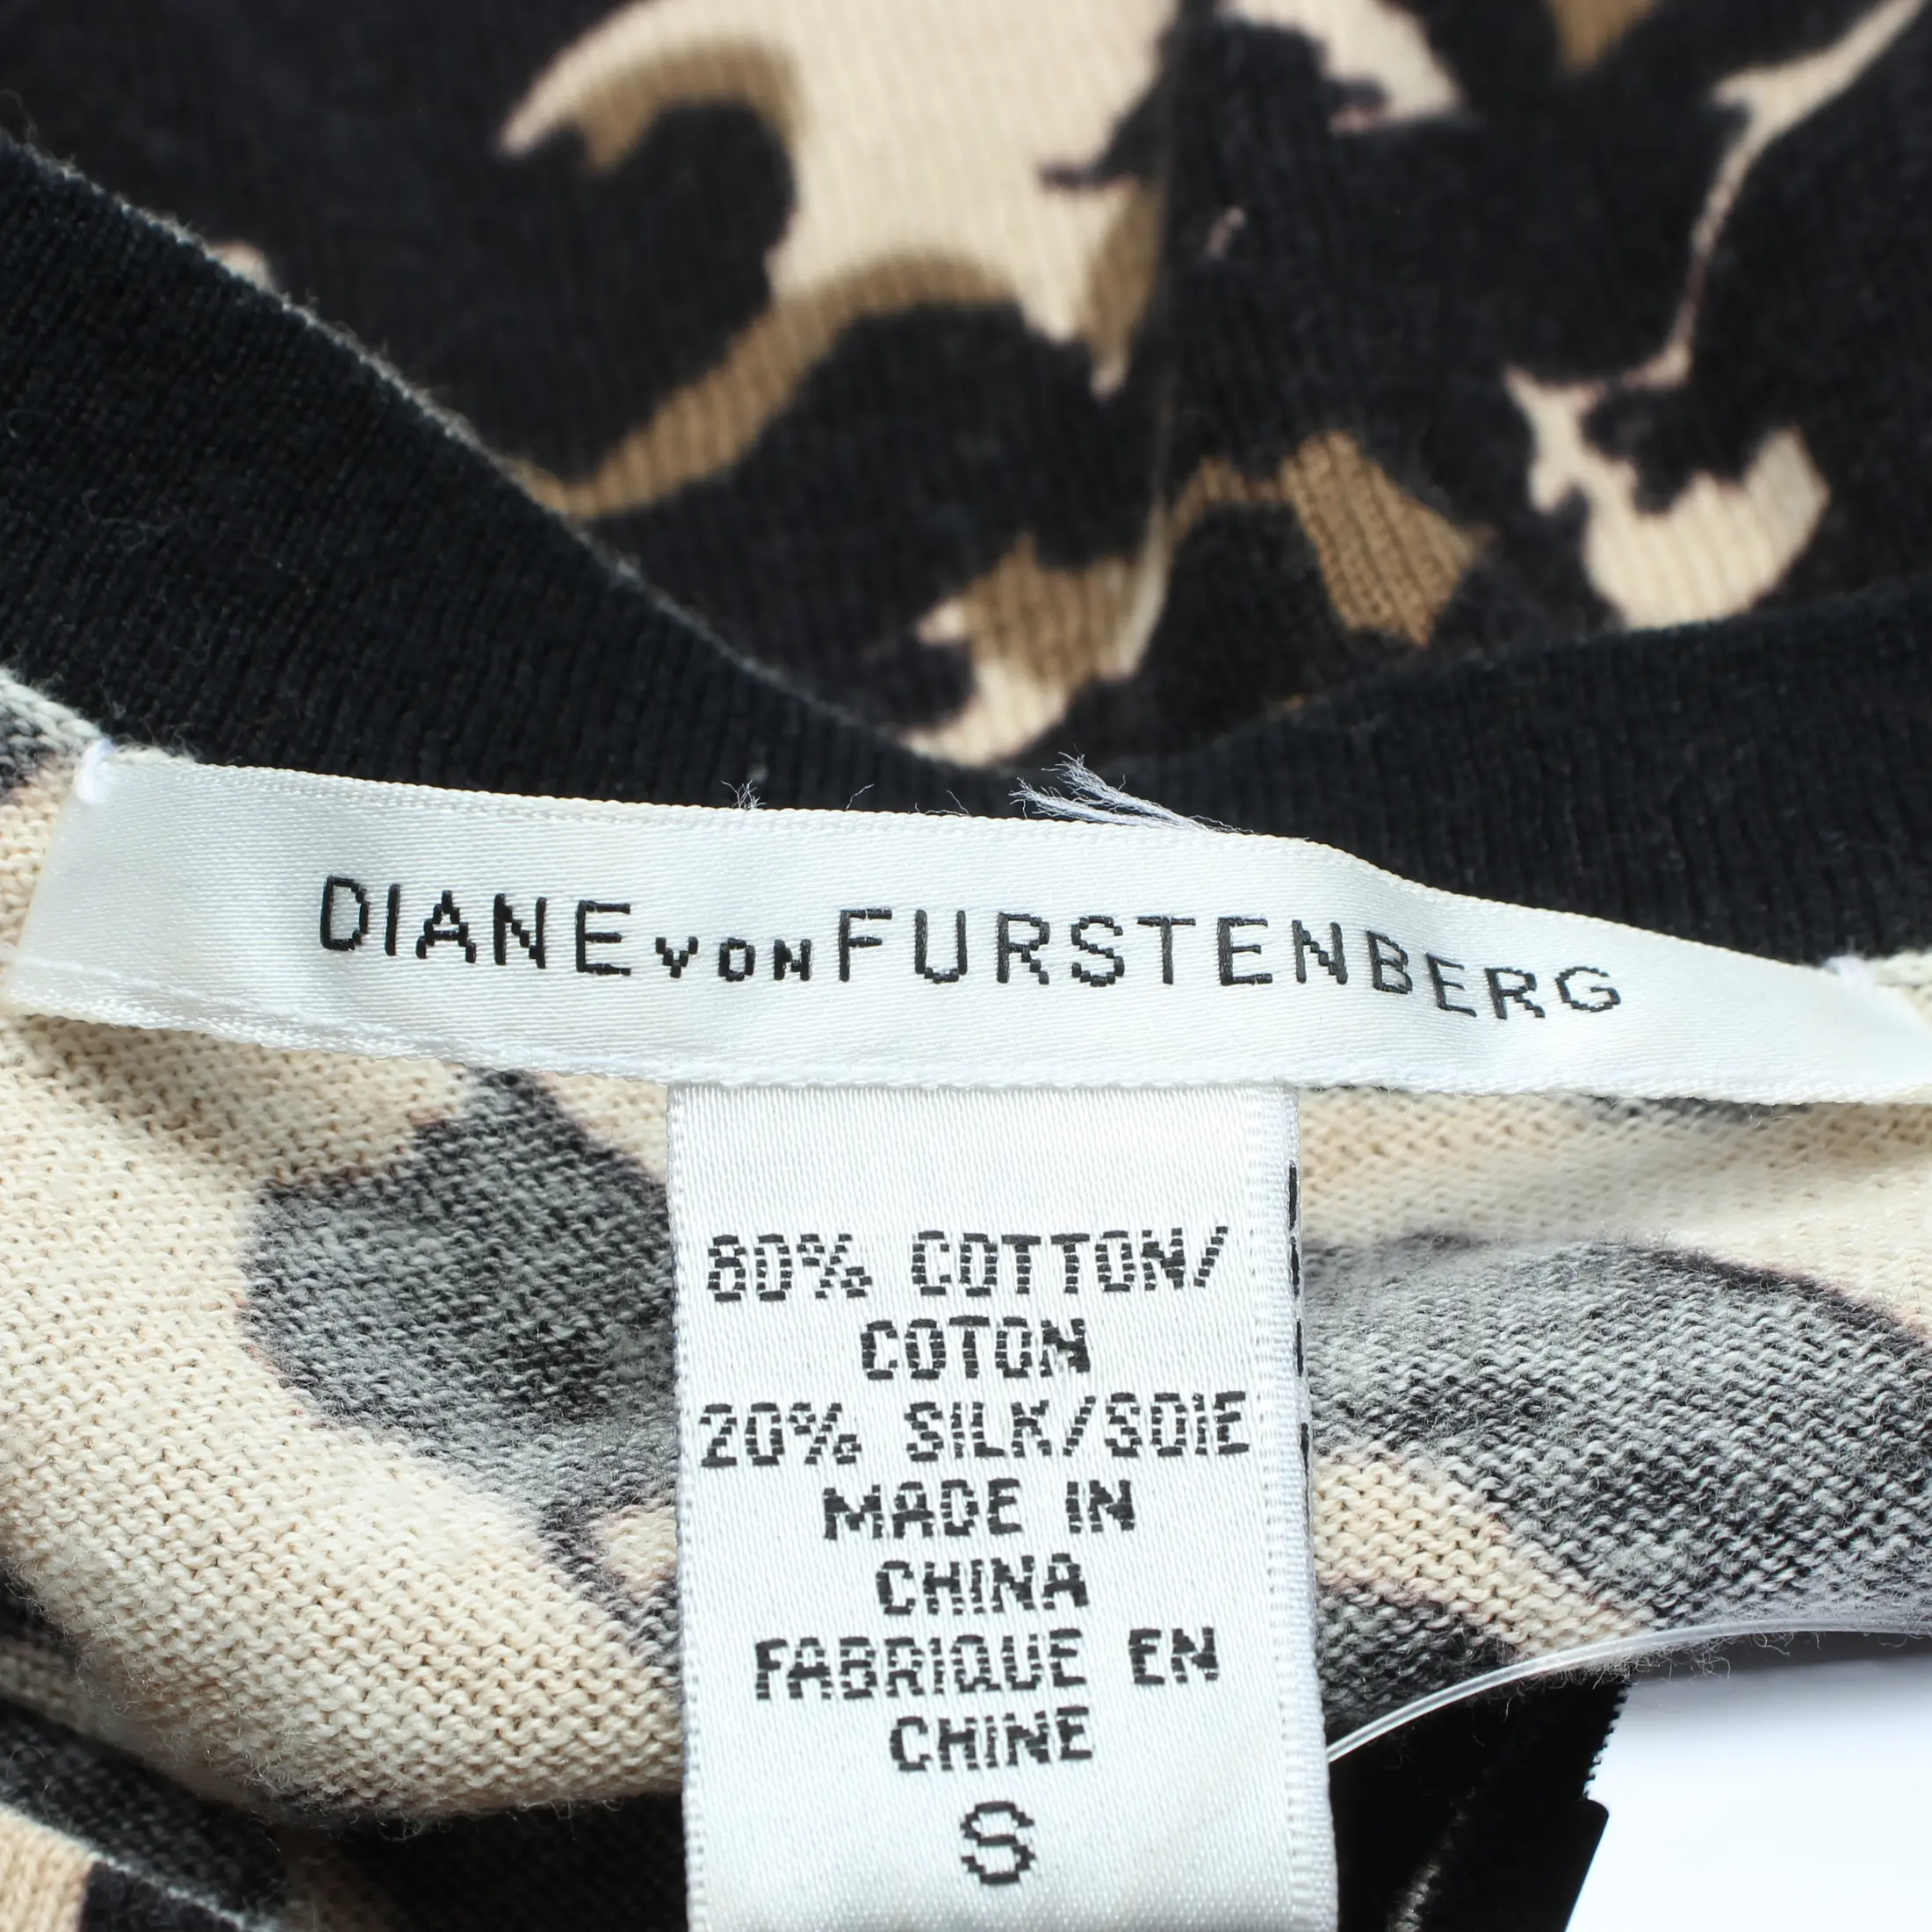 DIANE VON FURSTENBERG
80% COTTON/
COTON
20% SILK/SOIE
MADE IN
CHINA
FABRIQUE EN
CHINE
S